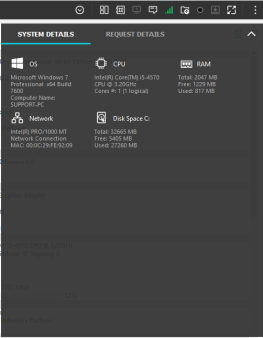 SYSTEM DETAILS
REQUEST DETAILS
OS
Microsoft Windows 7
Professional x64 Build
7600
Computer Name:
SUPPORT-PC
CPU
Intel(R) Core(TM) i5-4570
CPU @ 3.20GHz
Cores #: 1 (1 logical)
RAM
Total: 2047 MB
Free: 1229 MB
Used: 817 MB
Network
Intel(R) PRO/1000 MT
Network Connection
MAC: 00:0C:29:FE:92:09
Disk Space C:
Total: 32665 MB
Free: 5405 MB
Used: 27260 MB